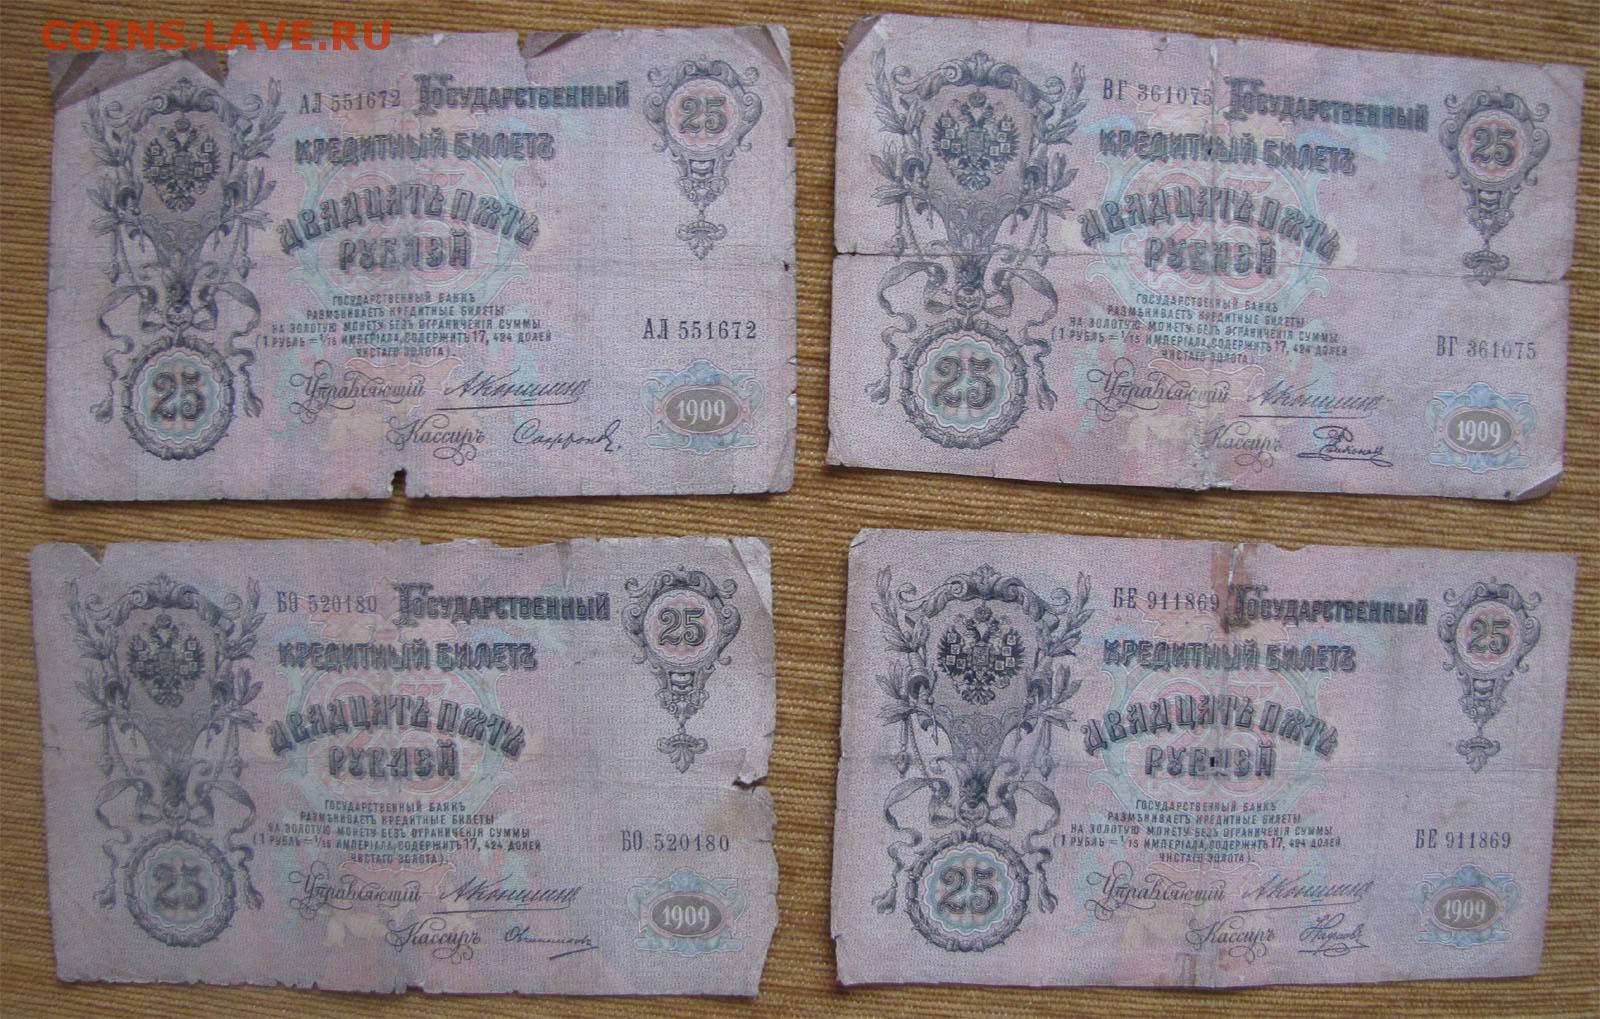 COINS.LAVE.RU
АЛ 551672
Государственный
25
Кредитный Билетъ
Двадцать пять
Рублей
Государственный Банкъ
размѣниваетъ кредитные билеты
на золотую монету безъ ограниченія суммы
(1 рубль = 1/15 имперіала, содержитъ 17, 424 долей
чистаго золота).
АЛ 551672
25
Управляющій АКоншинъ
1909
Кассиръ
ВГ 361075
Государственный
25
Кредитный Билетъ
Двадцать пять
Рублей
Государственный Банкъ
размѣниваетъ кредитные билеты
на золотую монету безъ ограниченія суммы
(1 рубль = 1/15 имперіала, содержитъ 17, 424 долей
чистаго золота).
ВГ 361075
25
Управляющій АКоншинъ
1909
Кассиръ
БО 520180
Государственный
25
Кредитный Билетъ
Двадцать пять
Рублей
Государственный Банкъ
размѣниваетъ кредитные билеты
на золотую монету безъ ограниченія суммы
(1 рубль = 1/15 имперіала, содержитъ 17, 424 долей
чистаго золота).
БО 520180
25
Управляющій АКоншинъ
1909
Кассиръ Овчинниковъ
БЕ 911869
Государственный
25
Кредитный Билетъ
Двадцать пять
Рублей
Государственный Банкъ
размѣниваетъ кредитные билеты
на золотую монету безъ ограниченія суммы
(1 рубль = 1/15 имперіала, содержитъ 17, 424 долей
чистаго золота).
БЕ 911869
25
Управляющій АКоншинъ
1909
Кассиръ